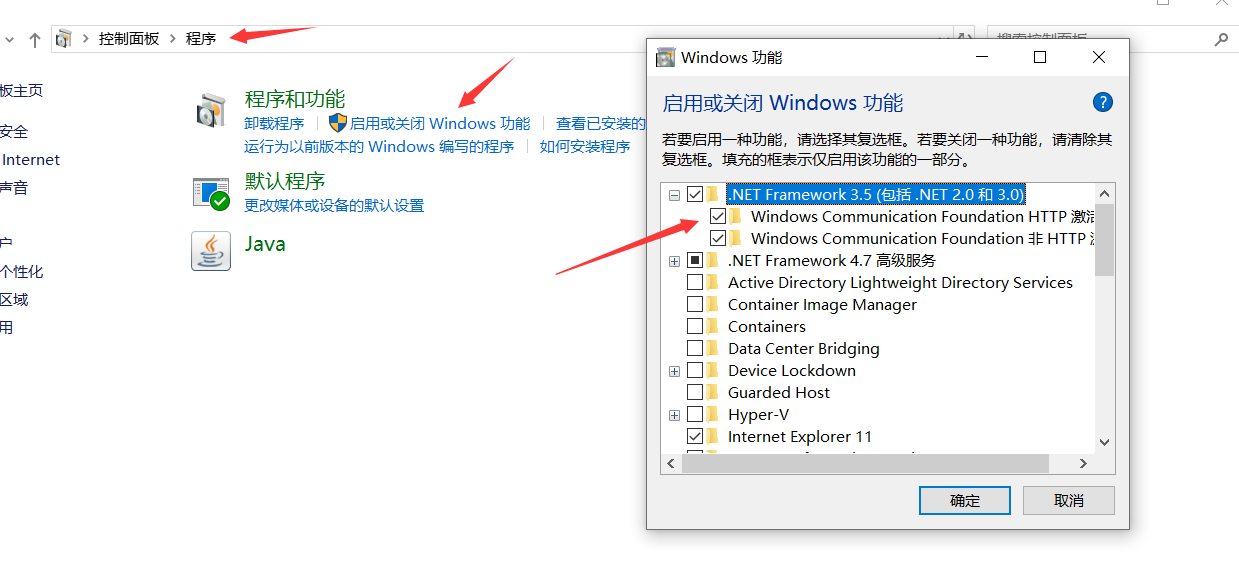 控制面板 程序
板主页
安全
Internet
声音
户
个性化
区域
用
程序和功能
卸载程序 启用或关闭 Windows 功能 查看已安装的
运行为以前版本的 Windows 编写的程序 如何安装程序
默认程序
更改媒体或设备的默认设置
Java
搜索控制面板
Windows 功能
启用或关闭 Windows 功能
?
若要启用一种功能，请选择其复选框。若要关闭一种功能，请清除其
复选框。填充的框表示仅启用该功能的一部分。
.NET Framework 3.5 (包括 .NET 2.0 和 3.0)
Windows Communication Foundation HTTP 激活
Windows Communication Foundation 非 HTTP
.NET Framework 4.7 高级服务
Active Directory Lightweight Directory Services
Container Image Manager
Containers
Data Center Bridging
Device Lockdown
Guarded Host
Hyper-V
Internet Explorer 11
确定
取消